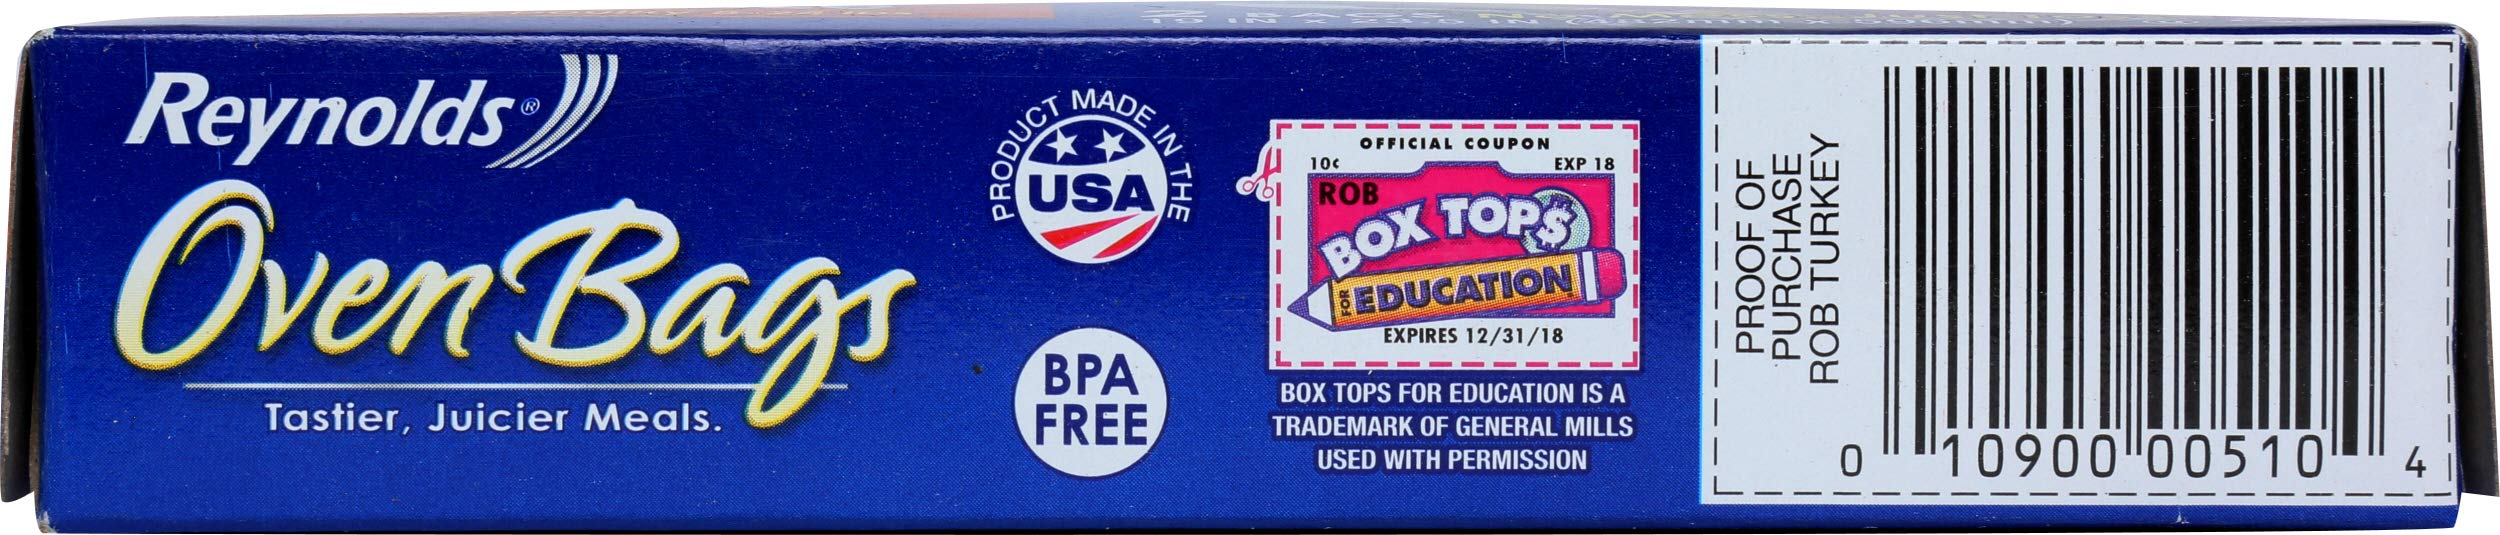 Reynolds®
Oven Bags
Tastier, Juicier Meals.
PRODUCT MADE IN THE
USA
BPA
FREE
OFFICIAL COUPON
10¢ EXP 18
ROB
BOX TOP$
FOR EDUCATION
EXPIRES 12/31/18
BOX TOPS FOR EDUCATION IS A
TRADEMARK OF GENERAL MILLS
USED WITH PERMISSION
PROOF OF
PURCHASE
ROB TURKEY
0 10900 00510 4